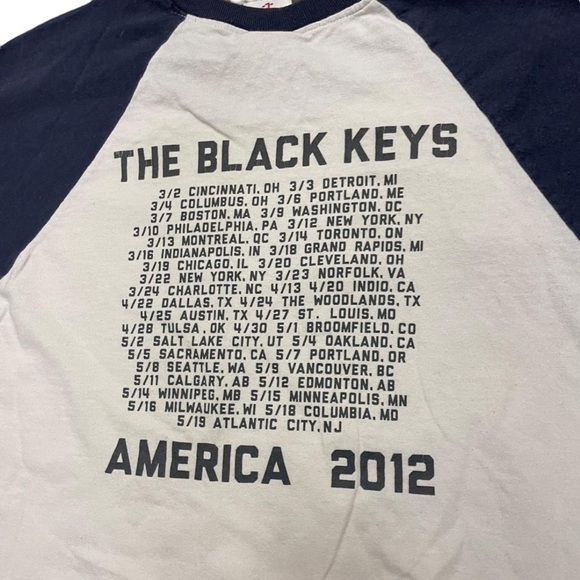 THE BLACK KEYS
3/2 CINCINNATI, OH 3/3 DETROIT, MI
3/4 COLUMBUS, OH 3/6 PORTLAND, ME
3/7 BOSTON, MA 3/9 WASHINGTON, DC
3/10 PHILADELPHIA, PA 3/12 NEW YORK, NY
3/13 MONTREAL, QC 3/14 TORONTO, ON
3/16 INDIANAPOLIS, IN 3/18 GRAND RAPIDS, MI
3/19 CHICAGO, IL 3/20 CLEVELAND, OH
3/22 NEW YORK, NY 3/23 NORFOLK, VA
3/24 CHARLOTTE, NC 4/13 4/20 INDIO, CA
4/22 DALLAS, TX 4/24 THE WOODLANDS, TX
4/25 AUSTIN, TX 4/27 ST. LOUIS, MO
4/28 TULSA, OK 4/30 5/1 BROOMFIELD, CO
5/2 SALT LAKE CITY, UT 5/4 OAKLAND, CA
5/5 SACRAMENTO, CA 5/7 PORTLAND, OR
5/8 SEATTLE, WA 5/9 VANCOUVER, BC
5/11 CALGARY, AB 5/12 EDMONTON, AB
5/14 WINNIPEG, MB 5/15 MINNEAPOLIS, MN
5/16 MILWAUKEE, WI 5/18 COLUMBIA, MD
5/19 ATLANTIC CITY, NJ
AMERICA 2012